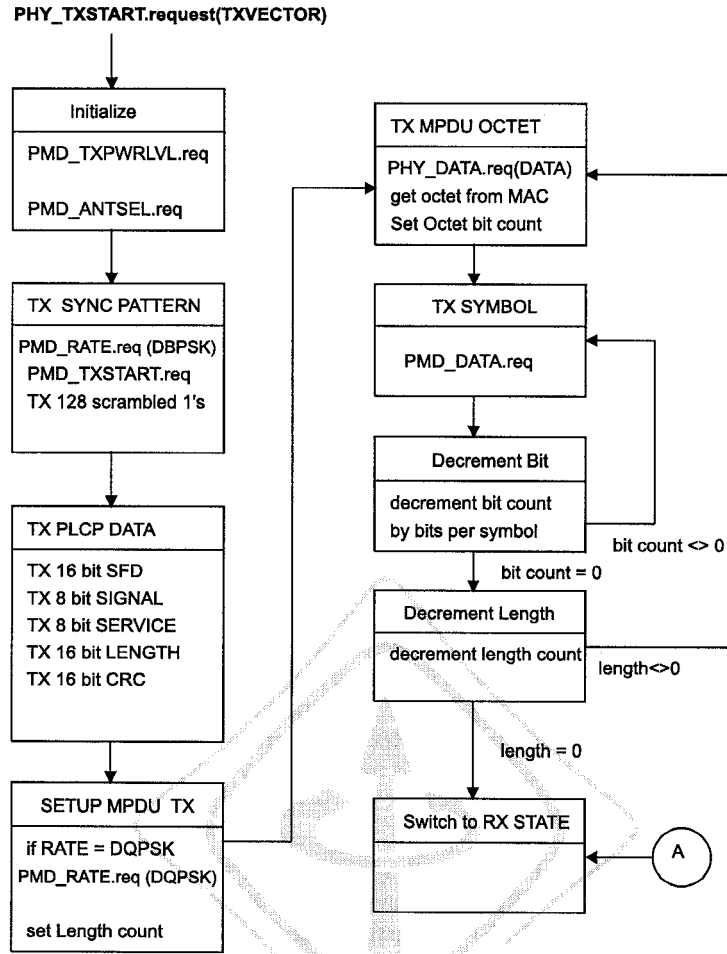 PHY_TXSTART.request(TXVECTOR)
Initialize
PMD_TXPWRLVL.req
PMD_ANTSEL.req
TX SYNC PATTERN
PMD_RATE.req (DBPSK)
PMD_TXSTART.req
TX 128 scrambled 1's
TX PLCP DATA
TX 16 bit SFD
TX 8 bit SIGNAL
TX 8 bit SERVICE
TX 16 bit LENGTH
TX 16 bit CRC
SETUP MPDU TX
if RATE = DQPSK
PMD_RATE.req (DQPSK)
set Length count
TX MPDU OCTET
PHY_DATA.req(DATA)
get octet from MAC
Set Octet bit count
TX SYMBOL
PMD_DATA.req
Decrement Bit
decrement bit count
by bits per symbol
bit count <> 0
bit count = 0
Decrement Length
decrement length count
length<>0
length = 0
Switch to RX STATE
A